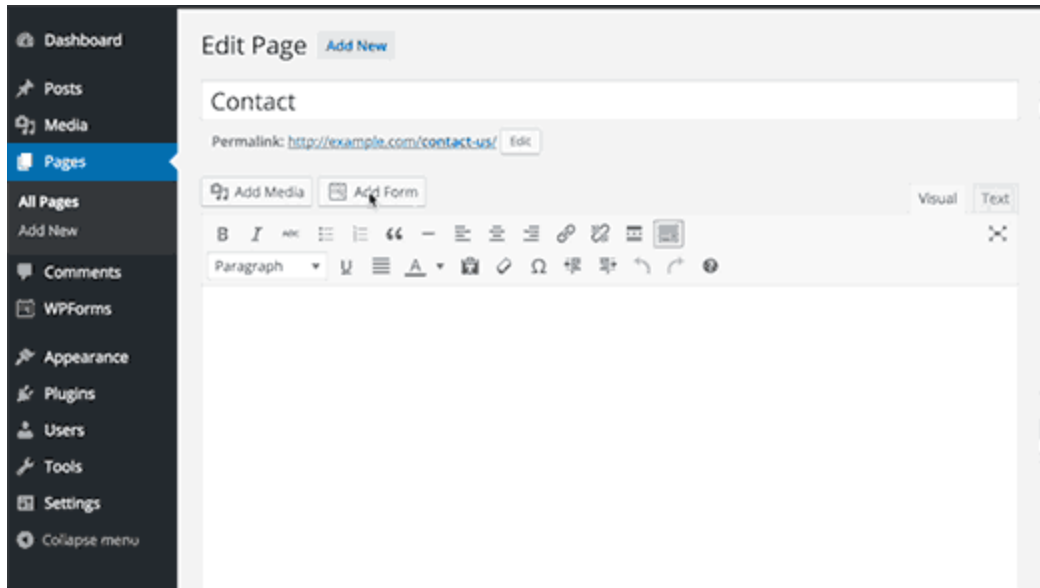 Dashboard
Posts
Media
Pages
All Pages
Add New
Comments
WPForms
Appearance
Plugins
Users
Tools
Settings
Collapse menu
Edit Page Add New
Contact
Permalink: http://example.com/contact-us/ Edit
Add Media Add Form
Visual Text
B I ABC
Paragraph U A Ω